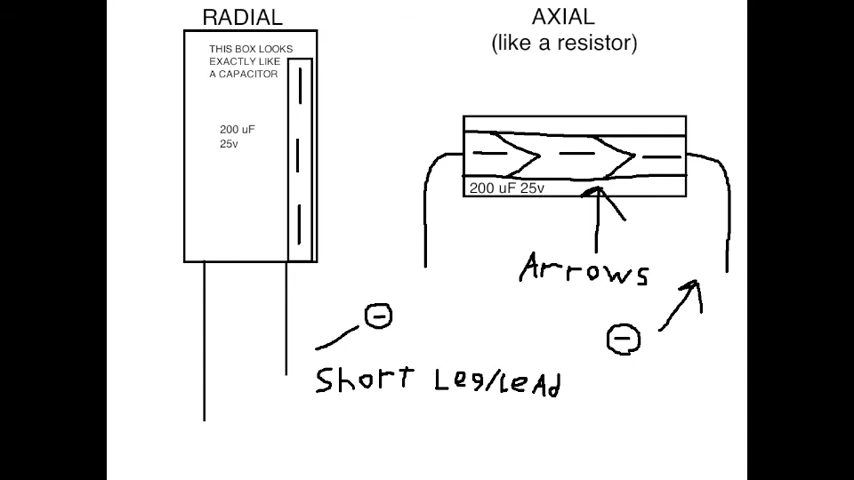 RADIAL
THIS BOX LOOKS
EXACTLY LIKE
A CAPACITOR
200 uF
25v
AXIAL
(like a resistor)
200 uF 25v
Arrows
Short Leg/LeAd